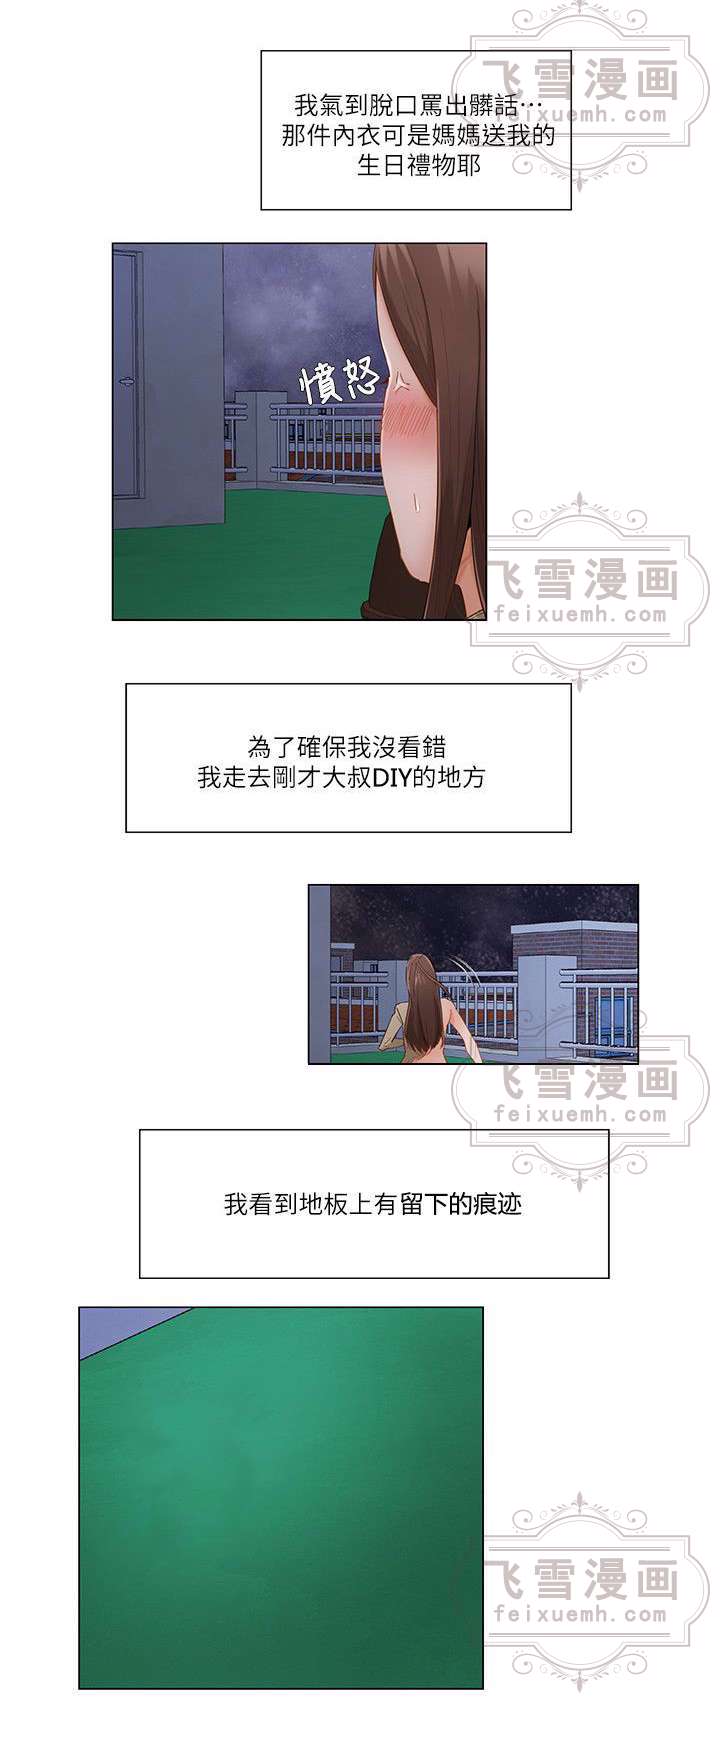 飞雪漫画
feixuemh.com
我氣到脫口罵出髒話…
那件內衣可是媽媽送我的
生日禮物耶
憤怒
飞雪漫画
feixuemh.com
為了確保我沒看錯
我走去剛才大叔DIY的地方
飞雪漫画
feixuemh.com
我看到地板上有留下的痕迹
飞雪漫画
feixuemh.com